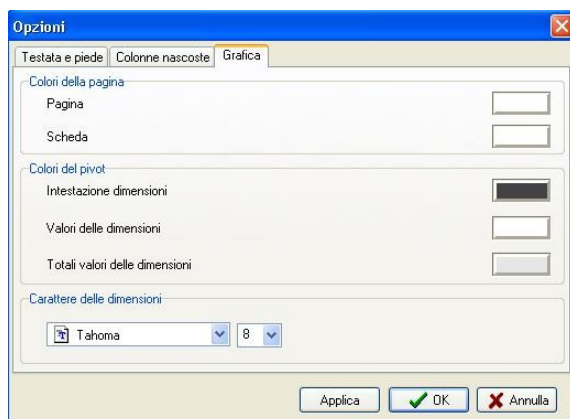 Opzioni
Testata e piede Colonne nascoste Grafica
Colori della pagina
Pagina
Scheda
Colori del pivot
Intestazione dimensioni
Valori delle dimensioni
Totali valori delle dimensioni
Carattere delle dimensioni
Tahoma 8
Applica OK Annulla